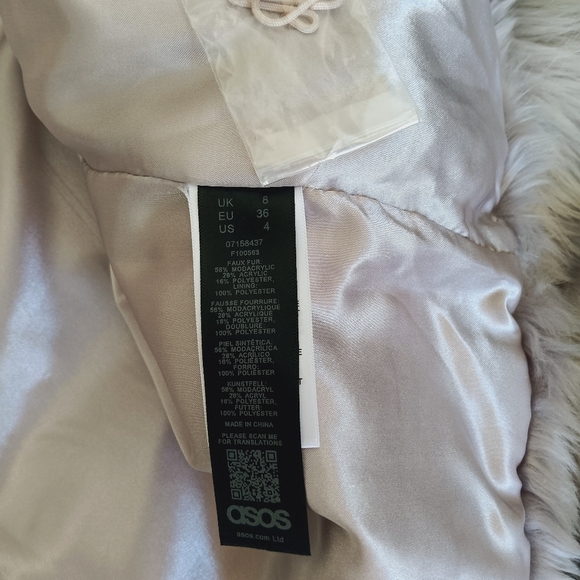 UK 8
EU 36
US 4
07158437
F100553
FAUX FUR:
56% MODACRYLIC
28% ACRYLIC
16% POLYESTER,
LINING:
100% POLYESTER
FAUSSE FOURRURE:
56% MODACRYLIQUE
28% ACRYLIQUE
16% POLYESTER,
DOUBLURE
100% POLYESTER
PIEL SINTÉTICA:
56% MODACRÍLICA
28% ACRÍLICO
16% POLIÉSTER,
FORRO:
100% POLIÉSTER
KUNSTFELL
56% MODACRYL
28% ACRYL
16% POLYESTER,
FUTTER:
100% POLYESTER
MADE IN CHINA
PLEASE SCAN ME
FOR TRANSLATIONS
asos
asos.com Ltd